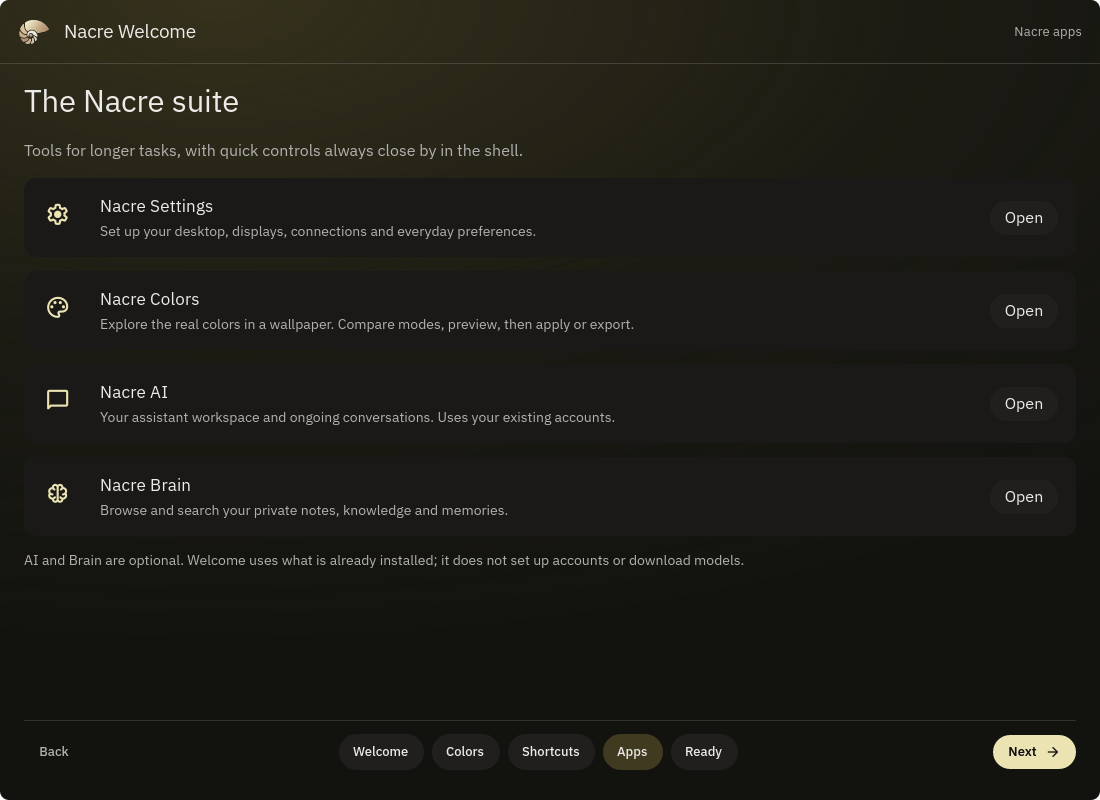 Nacre Welcome
Nacre apps
The Nacre suite
Tools for longer tasks, with quick controls always close by in the shell.
Nacre Settings
Set up your desktop, displays, connections and everyday preferences.
Open
Nacre Colors
Explore the real colors in a wallpaper. Compare modes, preview, then apply or export.
Open
Nacre AI
Your assistant workspace and ongoing conversations. Uses your existing accounts.
Open
Nacre Brain
Browse and search your private notes, knowledge and memories.
Open
AI and Brain are optional. Welcome uses what is already installed; it does not set up accounts or download models.
Back
Welcome
Colors
Shortcuts
Apps
Ready
Next